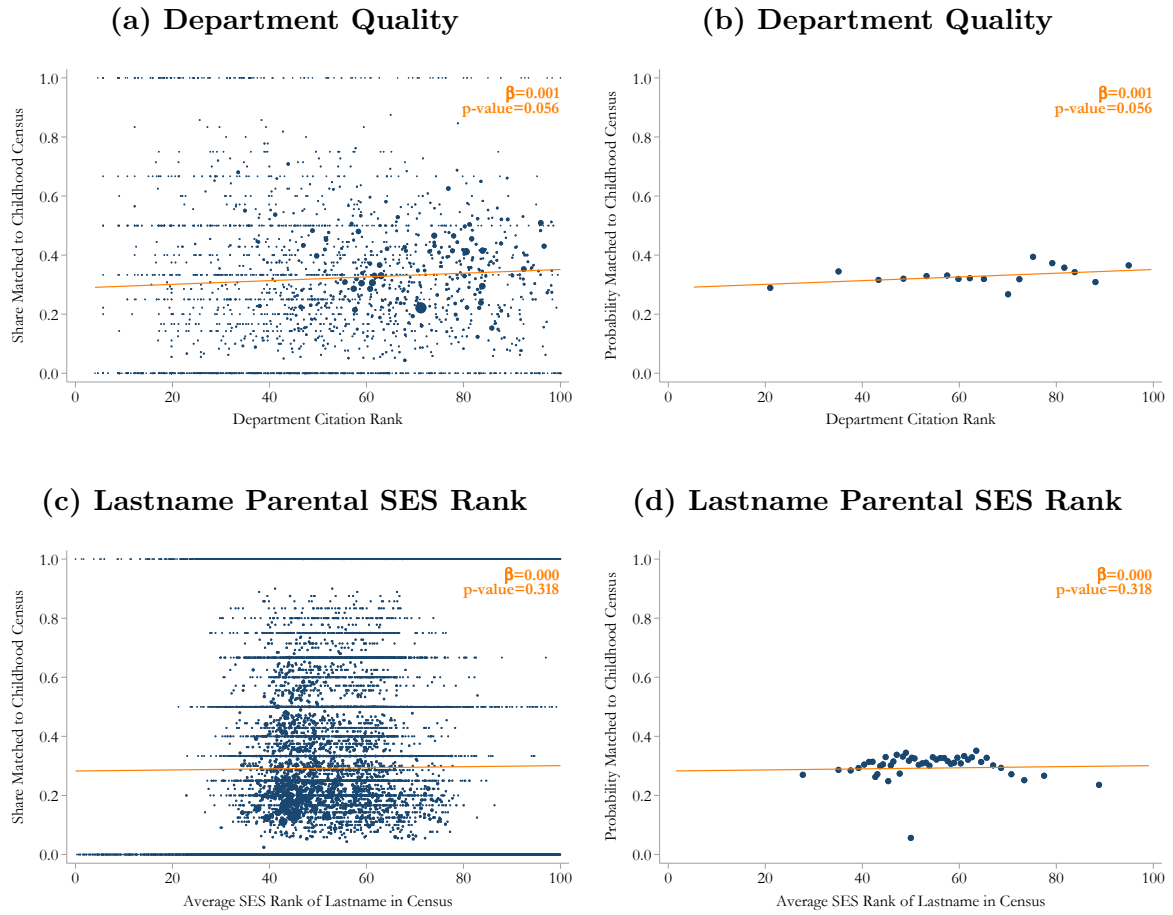 (a) Department Quality
β=0.001
p-value=0.056
Share Matched to Childhood Census
1.0
0.8
0.6
0.4
0.2
0.0
0
20
40
60
80
100
Department Citation Rank
(b) Department Quality
β=0.001
p-value=0.056
Probability Matched to Childhood Census
1.0
0.8
0.6
0.4
0.2
0.0
0
20
40
60
80
100
Department Citation Rank
(c) Lastname Parental SES Rank
β=0.000
p-value=0.318
Share Matched to Childhood Census
1.0
0.8
0.6
0.4
0.2
0.0
0
20
40
60
80
100
Average SES Rank of Lastname in Census
(d) Lastname Parental SES Rank
β=0.000
p-value=0.318
Probability Matched to Childhood Census
1.0
0.8
0.6
0.4
0.2
0.0
0
20
40
60
80
100
Average SES Rank of Lastname in Census